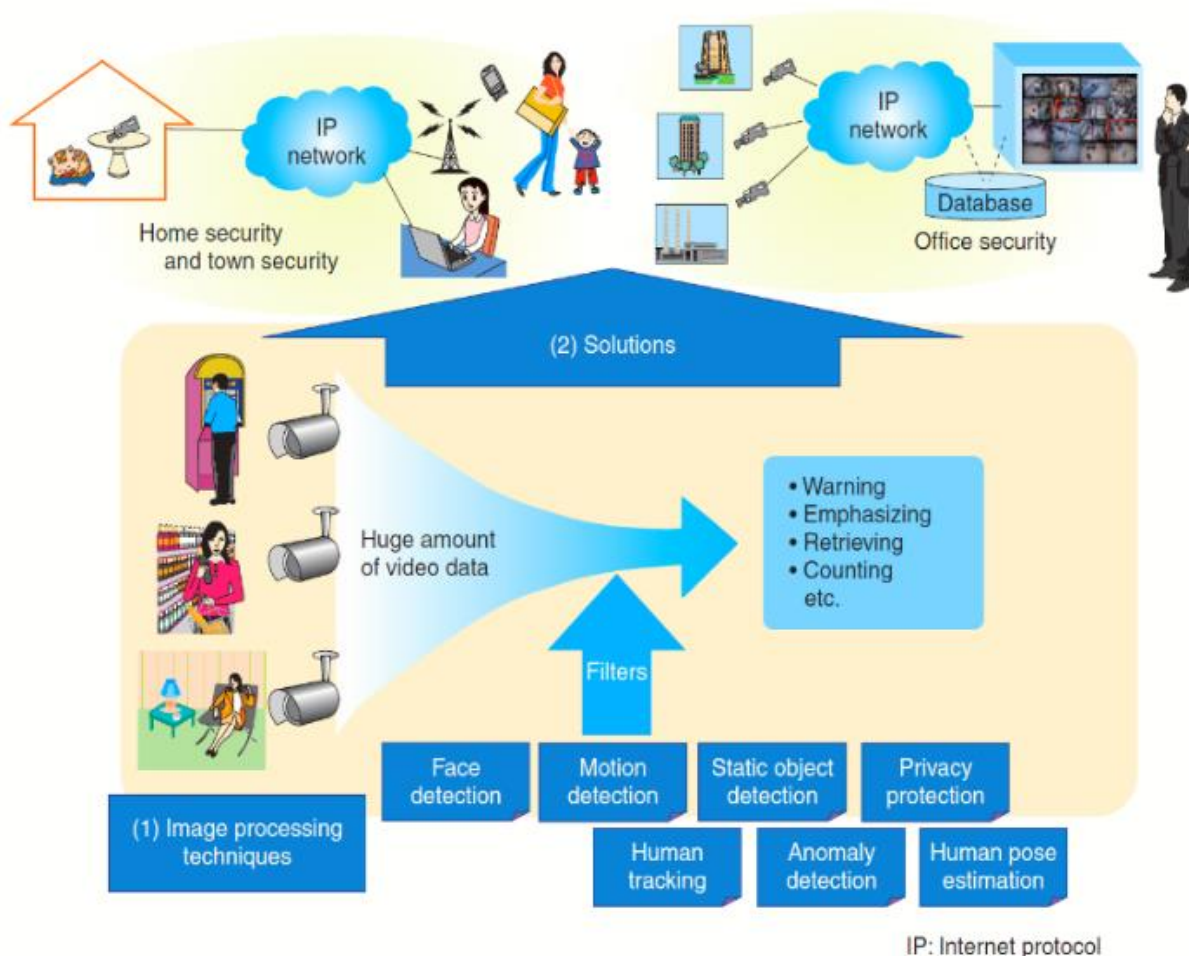 IP
network
Home security
and town security
IP
network
Database
Office security
(2) Solutions
Huge amount
of video data
• Warning
• Emphasizing
• Retrieving
• Counting
etc.
Filters
Face
detection
Motion
detection
Static object
detection
Privacy
protection
(1) Image processing
techniques
Human
tracking
Anomaly
detection
Human pose
estimation
IP: Internet protocol